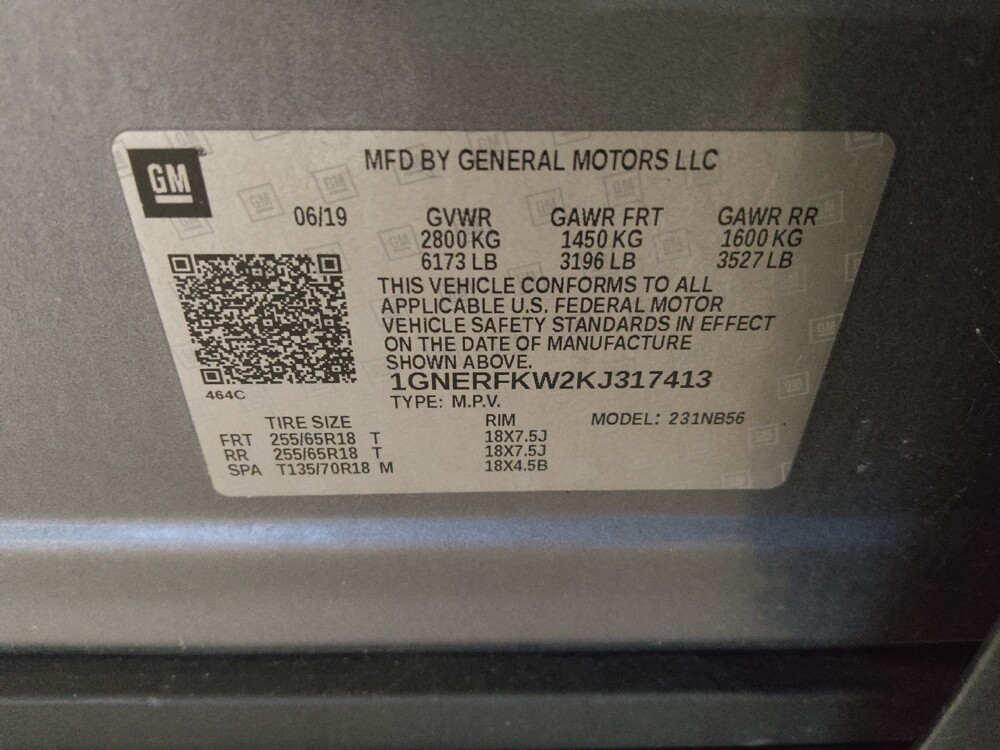 GM
MFD BY GENERAL MOTORS LLC
06/19 GVWR GAWR FRT GAWR RR
2800 KG 1450 KG 1600 KG
6173 LB 3196 LB 3527 LB
THIS VEHICLE CONFORMS TO ALL
APPLICABLE U.S. FEDERAL MOTOR
VEHICLE SAFETY STANDARDS IN EFFECT
ON THE DATE OF MANUFACTURE
SHOWN ABOVE.
1GNERFKW2KJ317413
464C
TYPE: M.P.V.
TIRE SIZE RIM MODEL: 231NB56
FRT 255/65R18 T 18X7.5J
RR 255/65R18 T 18X7.5J
SPA T135/70R18 M 18X4.5B